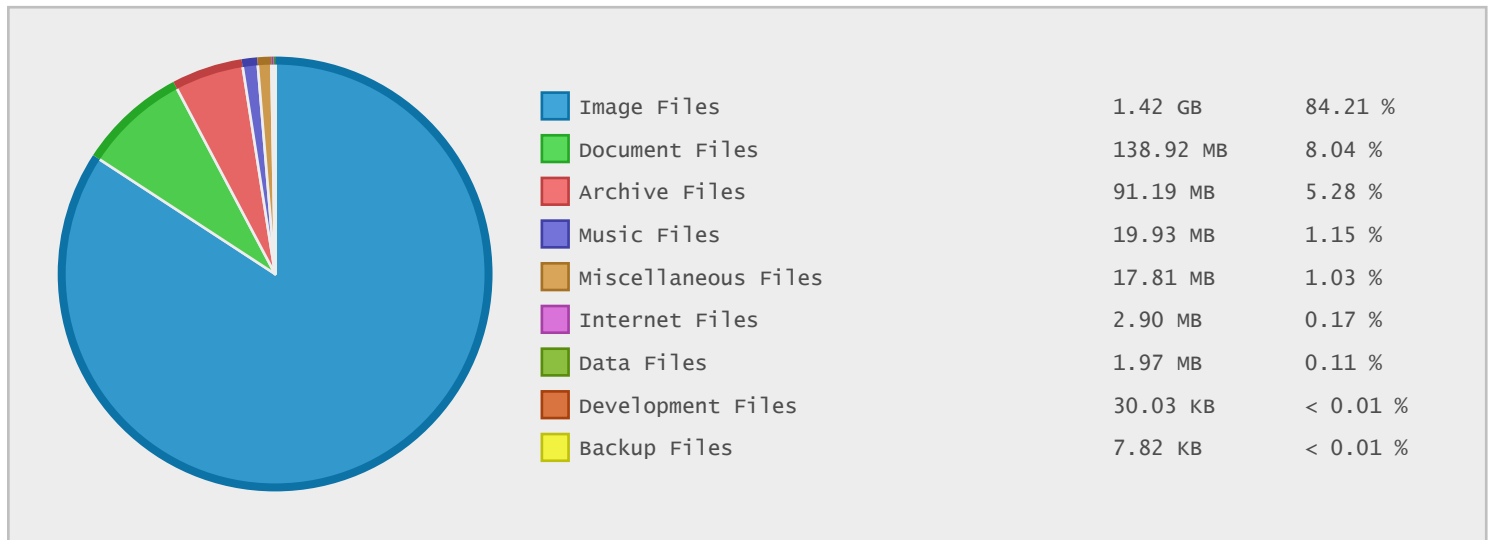 Image Files 1.42 GB 84.21 %
Document Files 138.92 MB 8.04 %
Archive Files 91.19 MB 5.28 %
Music Files 19.93 MB 1.15 %
Miscellaneous Files 17.81 MB 1.03 %
Internet Files 2.90 MB 0.17 %
Data Files 1.97 MB 0.11 %
Development Files 30.03 KB < 0.01 %
Backup Files 7.82 KB < 0.01 %